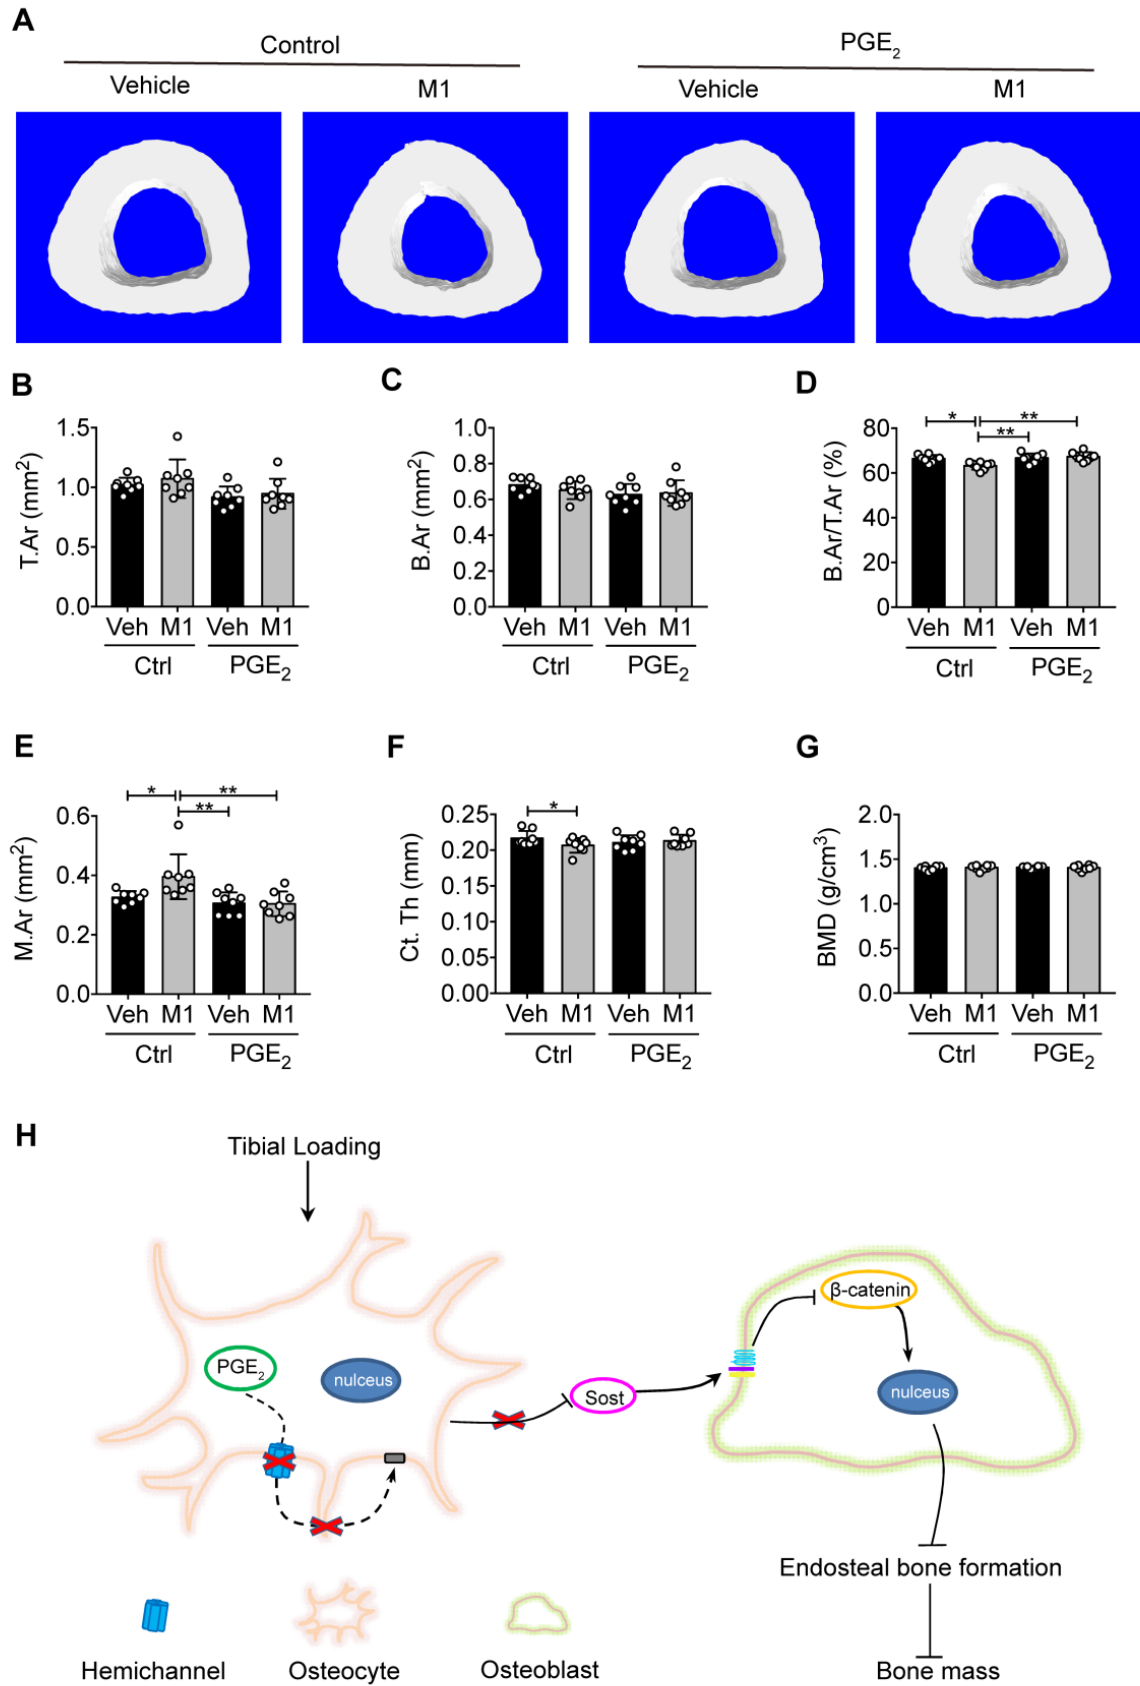 A
Control
PGE2
Vehicle
M1
Vehicle
M1
B
T.Ar (mm2)
1.5
1.0
0.5
0.0
Veh M1 Veh M1
Ctrl PGE2
C
B.Ar (mm2)
1.0
0.8
0.6
0.4
0.2
0.0
Veh M1 Veh M1
Ctrl PGE2
D
B.Ar/T.Ar (%)
80
60
40
20
0
* **
**
Veh M1 Veh M1
Ctrl PGE2
E
M.Ar (mm2)
0.6
0.4
0.2
0.0
* **
**
Veh M1 Veh M1
Ctrl PGE2
F
Ct. Th (mm)
0.25
0.20
0.15
0.10
0.05
0.00
*
Veh M1 Veh M1
Ctrl PGE2
G
BMD (g/cm3)
2.0
1.5
1.0
0.5
0.0
Veh M1 Veh M1
Ctrl PGE2
H
Tibial Loading
PGE2
nulceus
Sost
β-catenin
nulceus
Endosteal bone formation
Bone mass
Hemichannel
Osteocyte
Osteoblast